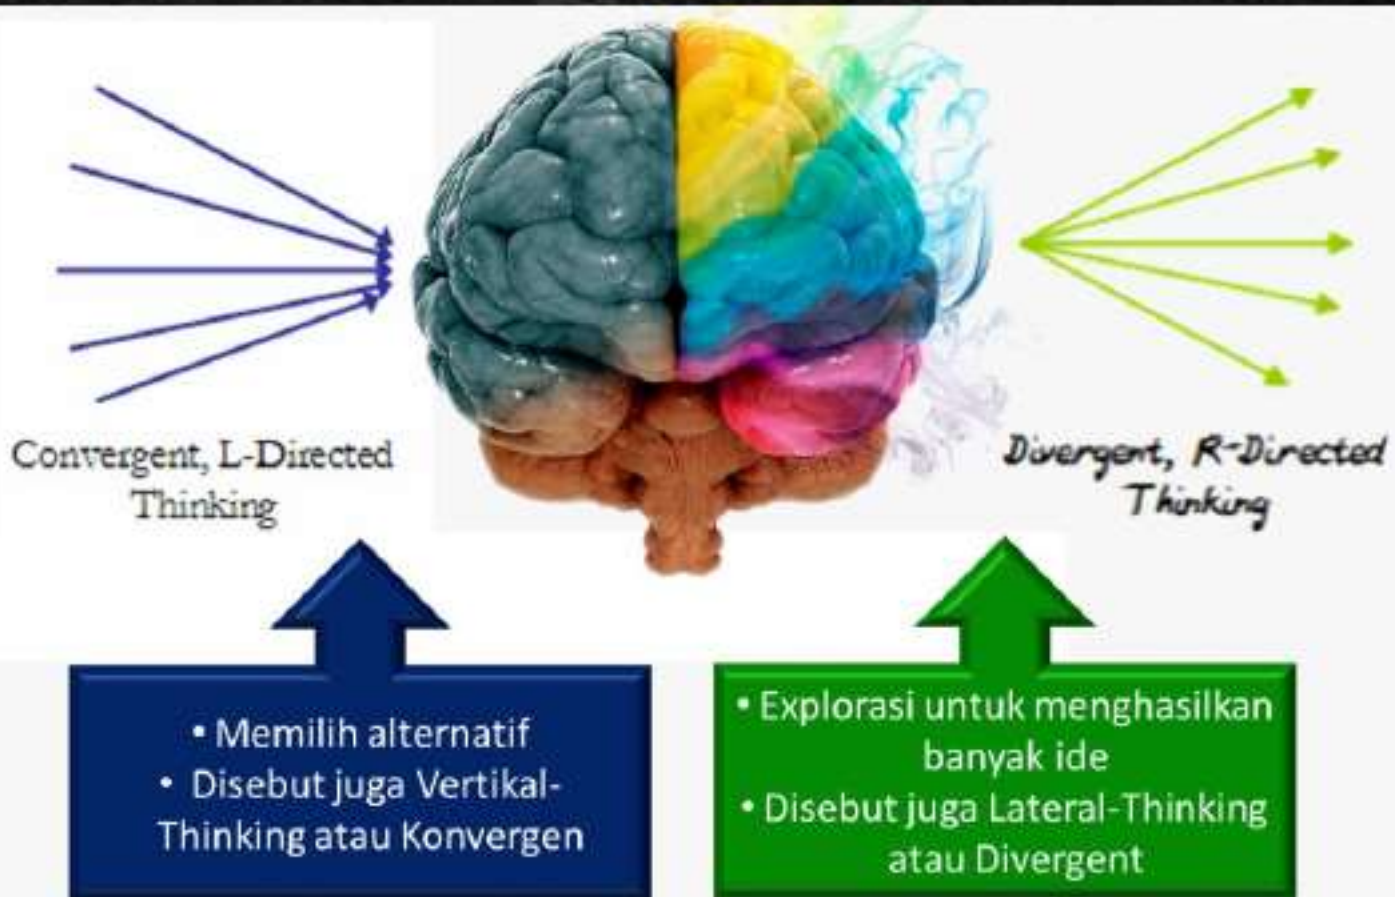 Convergent, L-Directed
Thinking
Divergent, R-Directed
Thinking
• Memilih alternatif
• Disebut juga Vertikal-
Thinking atau Konvergen
• Explorasi untuk menghasilkan
banyak ide
• Disebut juga Lateral-Thinking
atau Divergent